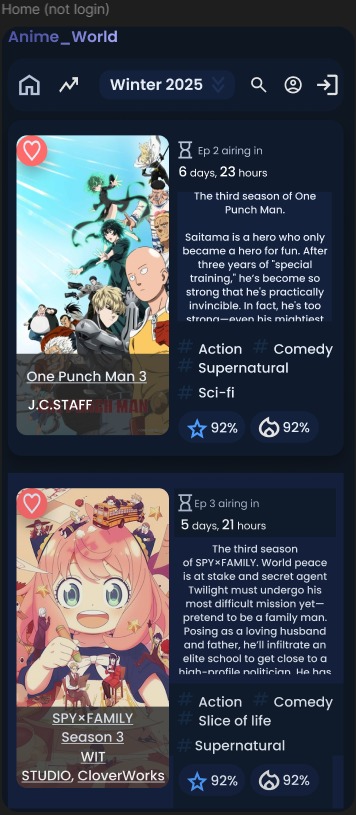 Home (not login)
Anime_World
Winter 2025
Ep 2 airing in
6 days, 23 hours
The third season of One
Punch Man.
Saitama is a hero who only
became a hero for fun. After
three years of "special
training," he's become so
strong that he's practically
invincible. In fact, he's too
strong—even his mightiest
One Punch Man 3
J.C.STAFF
# Action # Comedy
# Supernatural
# Sci-fi
92% 92%
Ep 3 airing in
5 days, 21 hours
The third season
of SPY×FAMILY. World peace
is at stake and secret agent
Twilight must undergo his
most difficult mission yet—
pretend to be a family man.
Posing as a loving husband
and father, he'll infiltrate an
elite school to get close to a
high-profile politician. He has
SPY×FAMILY
Season 3
WIT
STUDIO, CloverWorks
# Action # Comedy
# Slice of life
# Supernatural
92% 92%